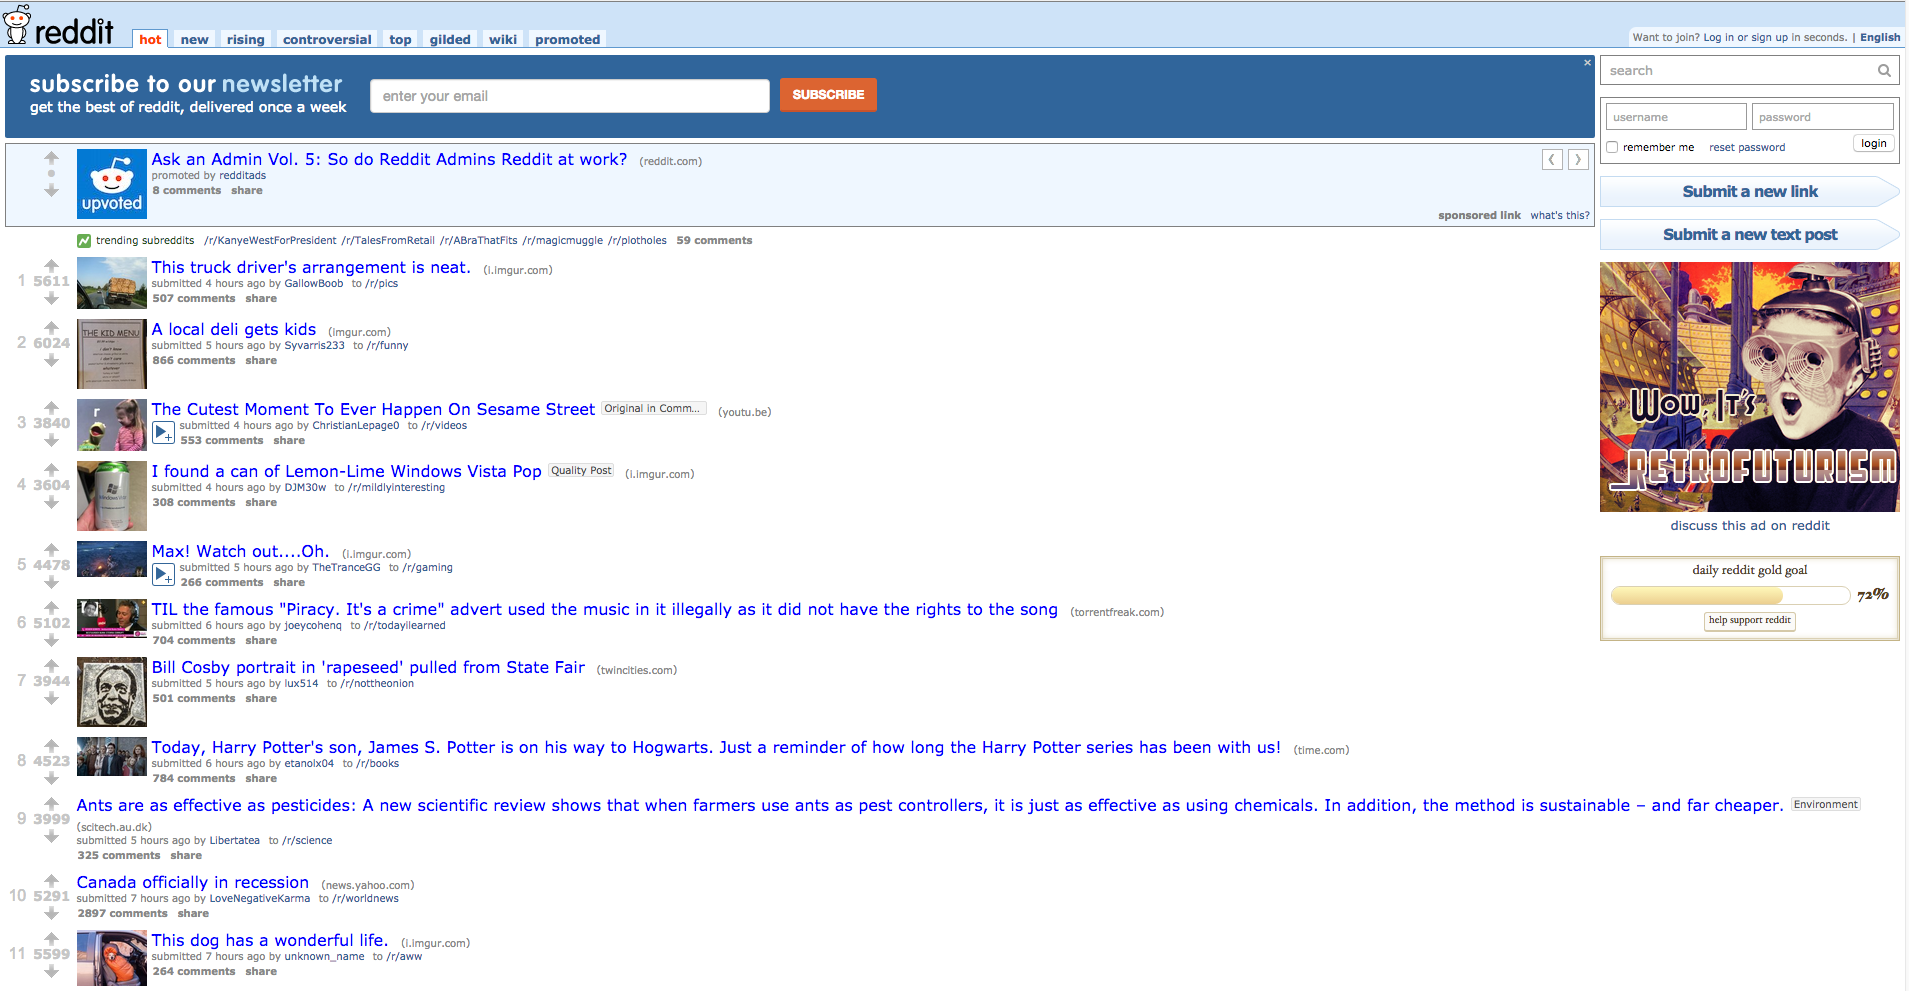 reddit hot new rising controversial top gilded wiki promoted
Want to join? Log in or sign up in seconds. | English
subscribe to our newsletter
get the best of reddit, delivered once a week
enter your email
SUBSCRIBE
search
username password
remember me reset password login
Submit a new link
Submit a new text post
Wow, It's
RETROFUTURISM
discuss this ad on reddit
daily reddit gold goal
72%
help support reddit
upvoted
Ask an Admin Vol. 5: So do Reddit Admins Reddit at work? (reddit.com)
promoted by redditads
8 comments share
sponsored link what's this?
trending subreddits /r/KanyeWestForPresident /r/TalesFromRetail /r/ABraThatFits /r/magicmuggle /r/plotholes 59 comments
1 5611
This truck driver's arrangement is neat. (i.imgur.com)
submitted 4 hours ago by GallowBoob to /r/pics
507 comments share
2 6024
THE KID MENU
I don't know
I don't care
whatever
A local deli gets kids (imgur.com)
submitted 5 hours ago by Syvarris233 to /r/funny
866 comments share
3 3840
r
The Cutest Moment To Ever Happen On Sesame Street Original in Comm... (youtu.be)
submitted 4 hours ago by ChristianLepage0 to /r/videos
553 comments share
4 3604
I found a can of Lemon-Lime Windows Vista Pop Quality Post (i.imgur.com)
submitted 4 hours ago by DJM30w to /r/mildlyinteresting
308 comments share
5 4478
Max! Watch out....Oh. (i.imgur.com)
submitted 5 hours ago by TheTranceGG to /r/gaming
266 comments share
6 5102
TIL the famous "Piracy. It's a crime" advert used the music in it illegally as it did not have the rights to the song (torrentfreak.com)
submitted 6 hours ago by joeycohenq to /r/todayilearned
704 comments share
7 3944
Bill Cosby portrait in 'rapeseed' pulled from State Fair (twincities.com)
submitted 5 hours ago by lux514 to /r/nottheonion
501 comments share
8 4523
Today, Harry Potter's son, James S. Potter is on his way to Hogwarts. Just a reminder of how long the Harry Potter series has been with us! (time.com)
submitted 6 hours ago by etanolx04 to /r/books
784 comments share
9 3999
Ants are as effective as pesticides: A new scientific review shows that when farmers use ants as pest controllers, it is just as effective as using chemicals. In addition, the method is sustainable – and far cheaper. Environment
(scitech.au.dk)
submitted 5 hours ago by Libertatea to /r/science
325 comments share
10 5291
Canada officially in recession (news.yahoo.com)
submitted 7 hours ago by LoveNegativeKarma to /r/worldnews
2897 comments share
11 5599
This dog has a wonderful life. (i.imgur.com)
submitted 7 hours ago by unknown_name to /r/aww
264 comments share